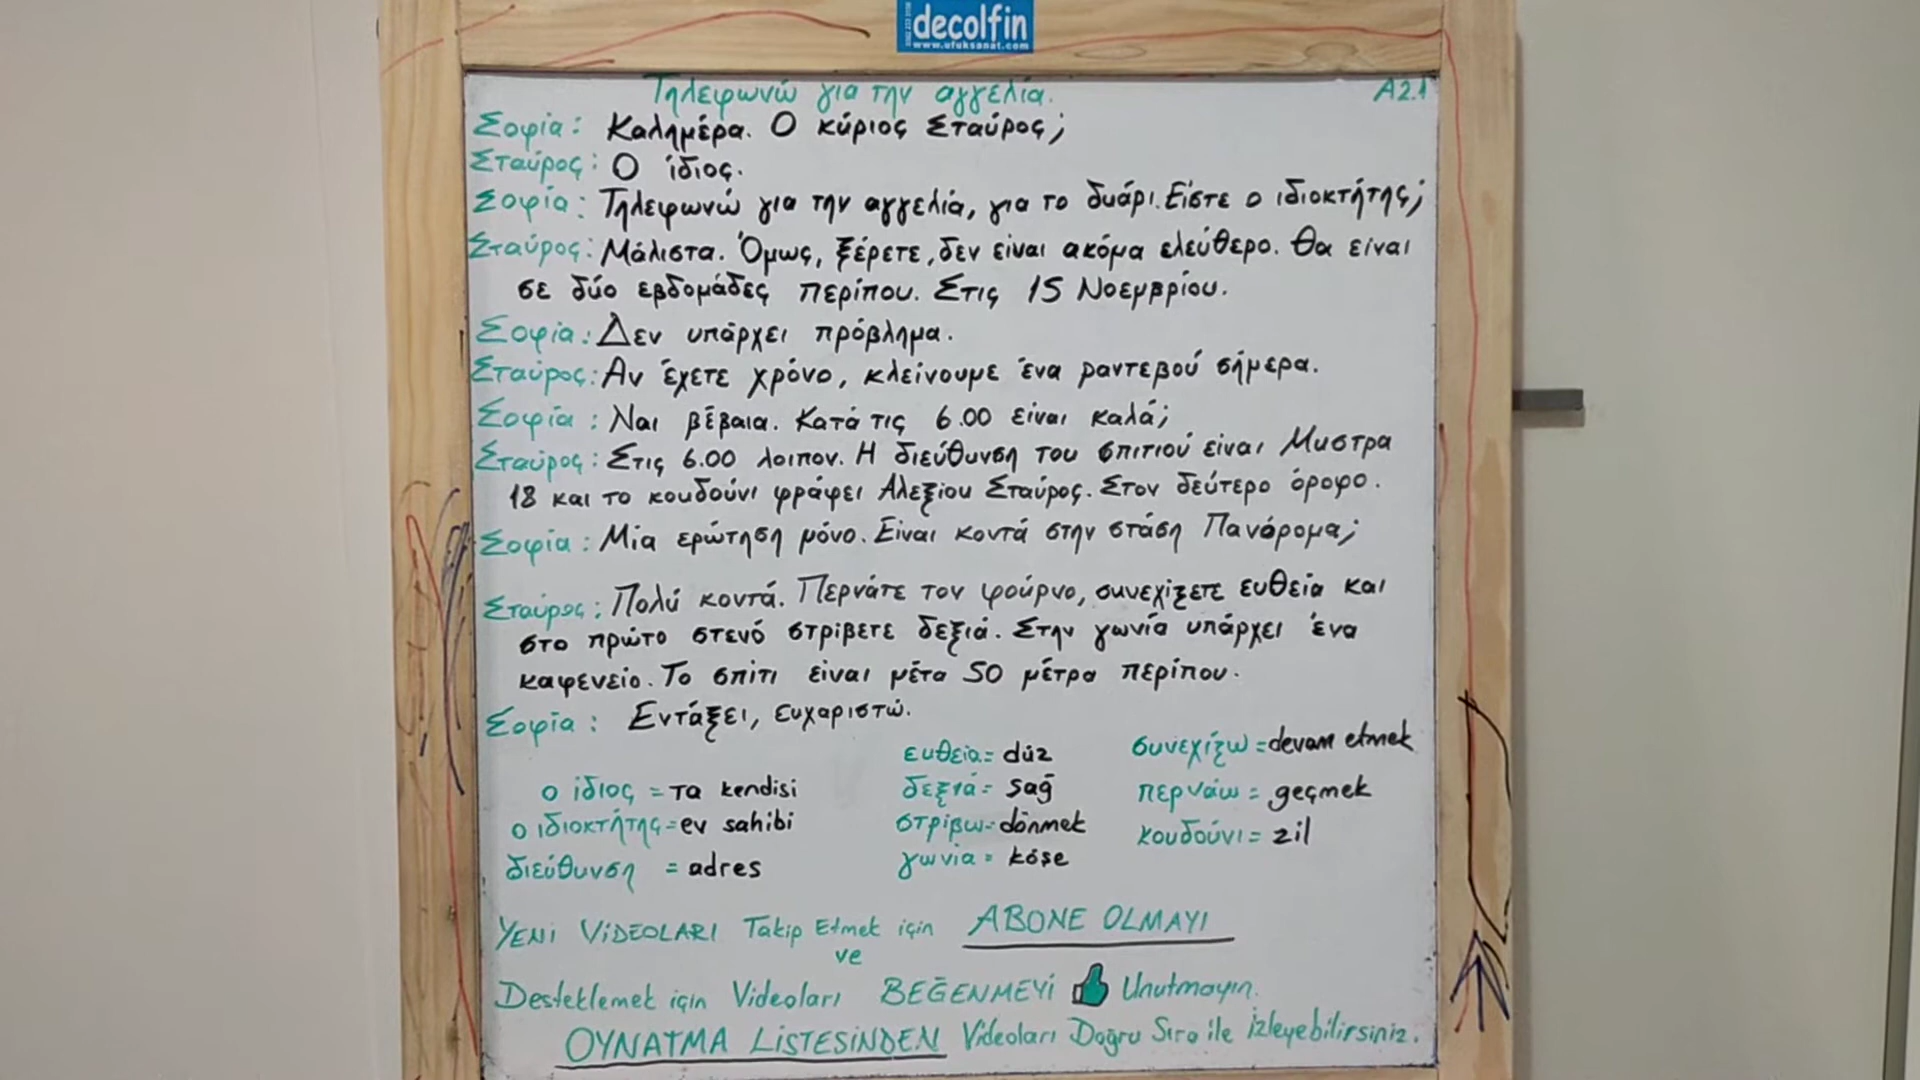 decolfin
www.ufuksanat.com
Τηλεφωνώ για την αγγελία.
A2.1
Σοφία: Καλημέρα. Ο κύριος Σταύρος;
Σταύρος: Ο ίδιος.
Σοφία: Τηλεφωνώ για την αγγελία, για το δυάρι. Είστε ο ιδιοκτήτης;
Σταύρος: Μάλιστα. Όμως, ξέρετε, δεν είναι ακόμα ελεύθερο. Θα είναι
σε δύο εβδομάδες περίπου. Στις 15 Νοεμβρίου.
Σοφία: Δεν υπάρχει πρόβλημα.
Σταύρος: Αν έχετε χρόνο, κλείνουμε ένα ραντεβού σήμερα.
Σοφία: Ναι βέβαια. Κατά τις 6.00 είναι καλά;
Σταύρος: Στις 6.00 λοιπον. Η διεύθυνση του σπιτιού είναι Μυστρα
18 και το κουδούνι φράφει Αλεξίου Σταύρος. Στον δεύτερο όροφο.
Σοφία: Μία ερώτηση μόνο. Είναι κοντά στην στάση Πανόρομα;
Σταύρος: Πολύ κοντά. Περνάτε τον φούρνο, συνεχίζετε ευθεία και
στο πρώτο στενό στρίβετε δεξιά. Στην γωνία υπάρχει ένα
καφενείο. Το σπίτι είναι μέτα 50 μέτρα περίπου.
Σοφία: Εντάξει, ευχαριστώ.
ο ίδιος = τα kendisi
ο ιδιοκτήτης = ev sahibi
διεύθυνση = adres
ευθεία = düz
δεξιά = sağ
στρίβω = dönmek
γωνία = köşe
συνεχίζω = devam etmek
περνάω = geçmek
κουδούνι = zil
YENİ VİDEOLARI Takip Etmek için ABONE OLMAYI
ve
Desteklemek için Videoları BEĞENMEYİ Unutmayın.
OYNATMA LİSTESİNDEN Videoları Doğru Sıra ile İzleyebilirsiniz.